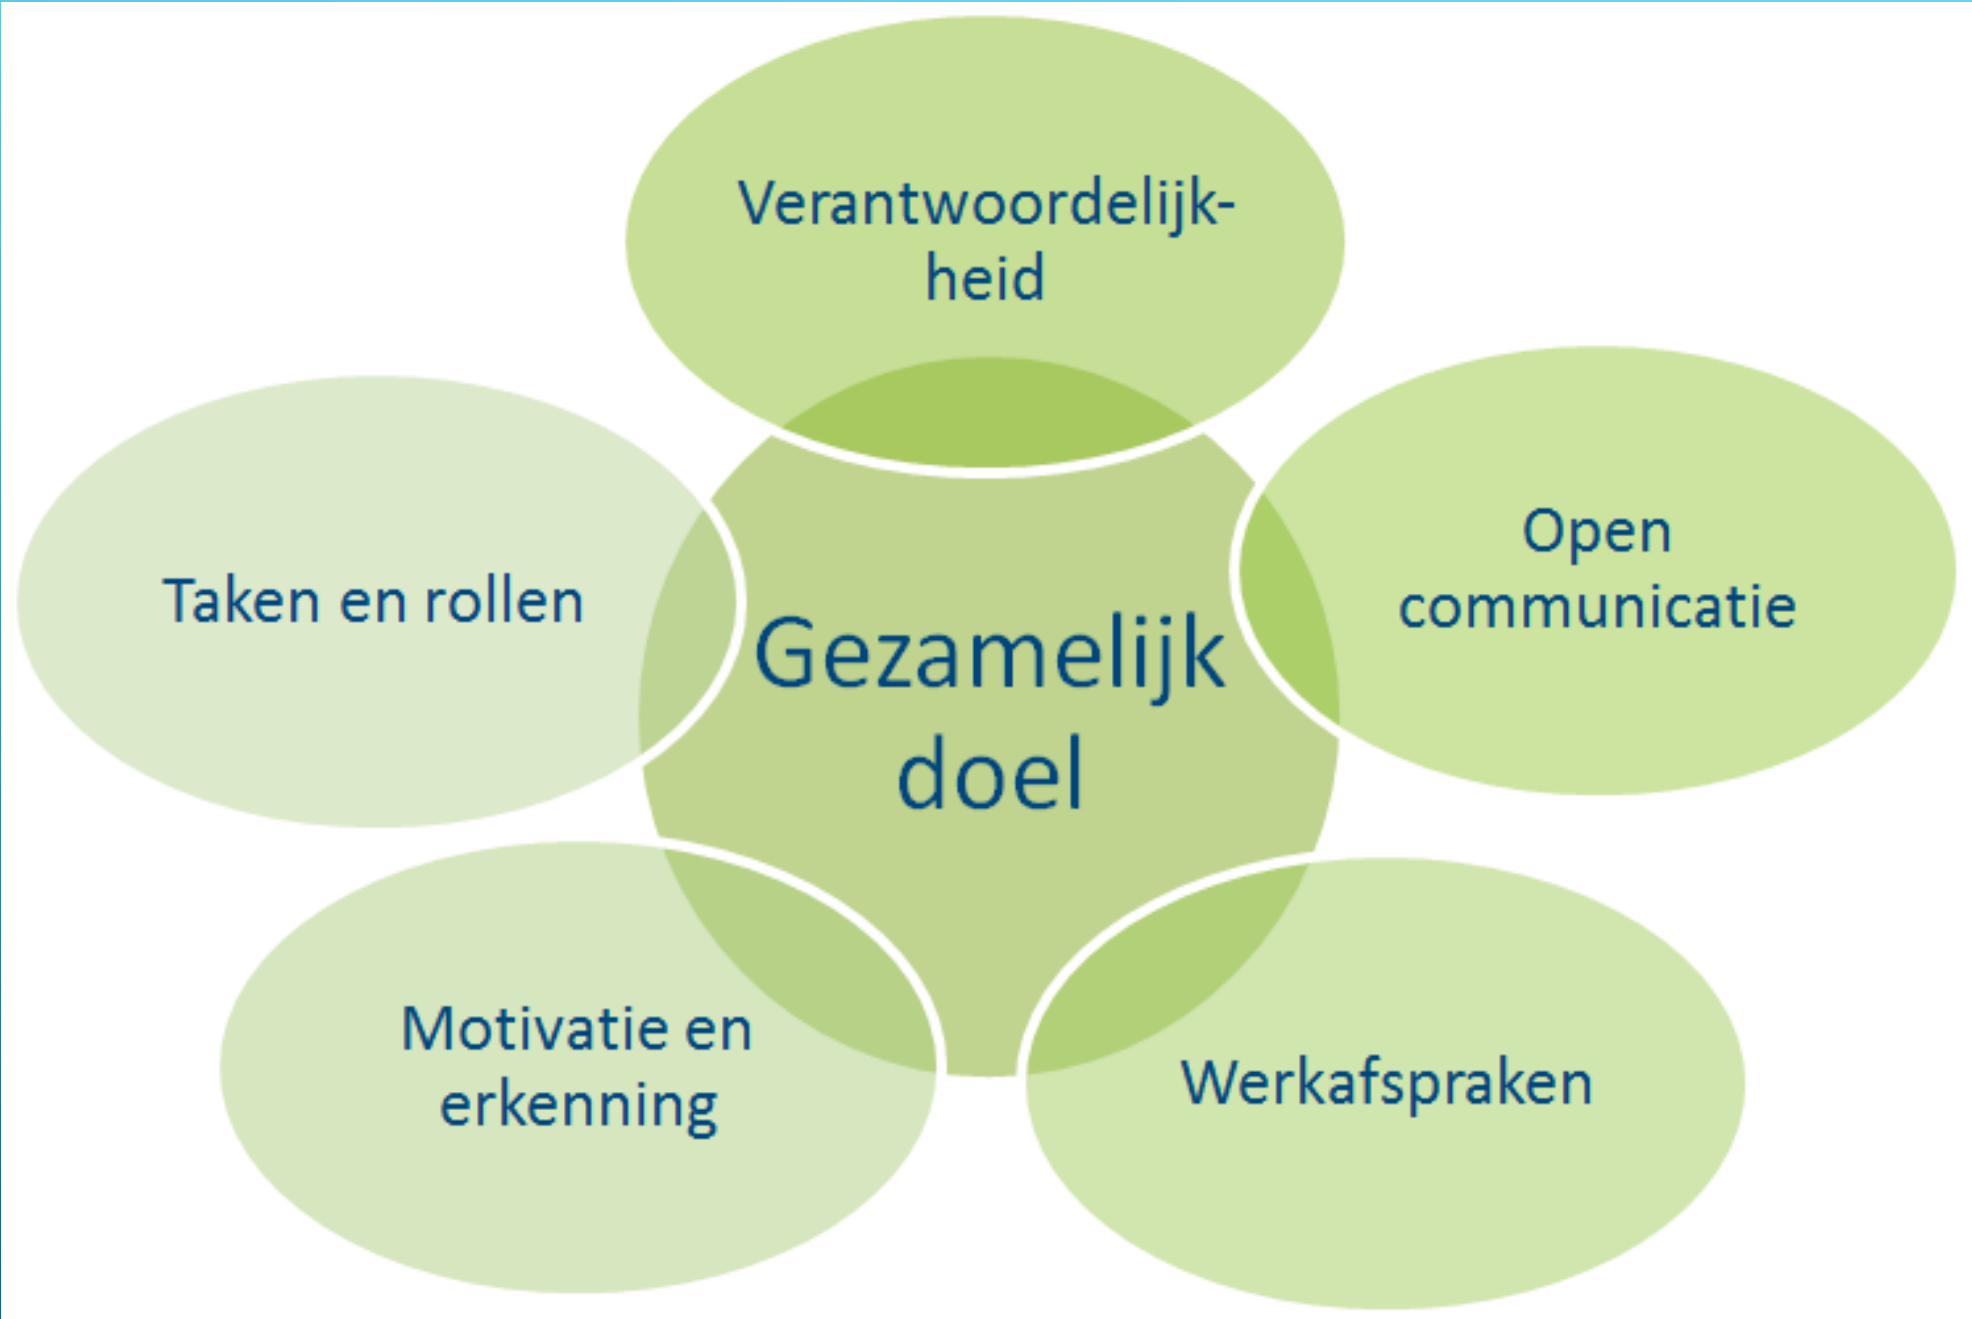 Verantwoordelijk-
heid
Open
communicatie
Taken en rollen
Gezamelijk
doel
Motivatie en
erkenning
Werkafspraken